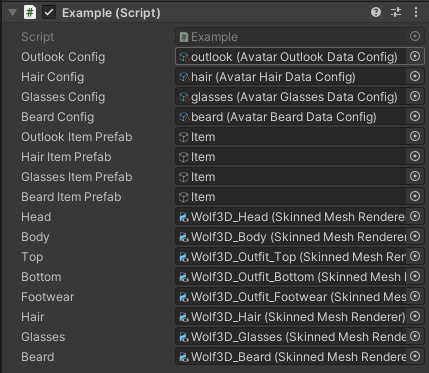 # Example (Script)
Script Example
Outlook Config outlook (Avatar Outlook Data Config)
Hair Config hair (Avatar Hair Data Config)
Glasses Config glasses (Avatar Glasses Data Config)
Beard Config beard (Avatar Beard Data Config)
Outlook Item Prefab Item
Hair Item Prefab Item
Glasses Item Prefab Item
Beard Item Prefab Item
Head Wolf3D_Head (Skinned Mesh Rendere
Body Wolf3D_Body (Skinned Mesh Renderer
Top Wolf3D_Outfit_Top (Skinned Mesh Ren
Bottom Wolf3D_Outfit_Bottom (Skinned Mesh I
Footwear Wolf3D_Outfit_Footwear (Skinned Mes
Hair Wolf3D_Hair (Skinned Mesh Renderer)
Glasses Wolf3D_Glasses (Skinned Mesh Rende
Beard Wolf3D_Beard (Skinned Mesh Rendere